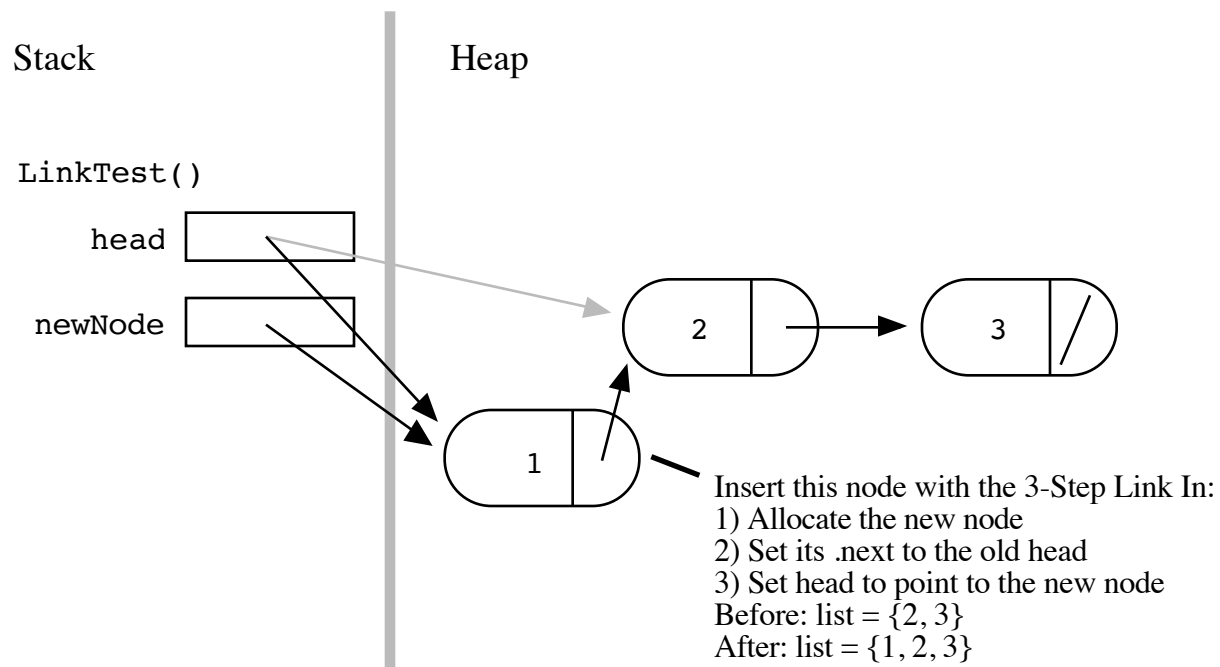 Stack
Heap
LinkTest()
head
newNode
2
3
1
Insert this node with the 3-Step Link In:
1) Allocate the new node
2) Set its .next to the old head
3) Set head to point to the new node
Before: list = {2, 3}
After: list = {1, 2, 3}